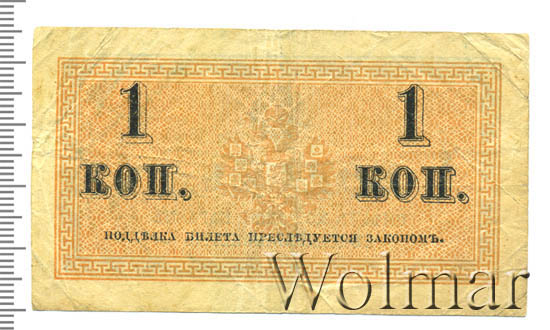 1 1
КОП. КОП.
ПОДДѢЛКА БИЛЕТА ПРЕСЛѢДУЕТСЯ ЗАКОНОМЪ.
Wolmar